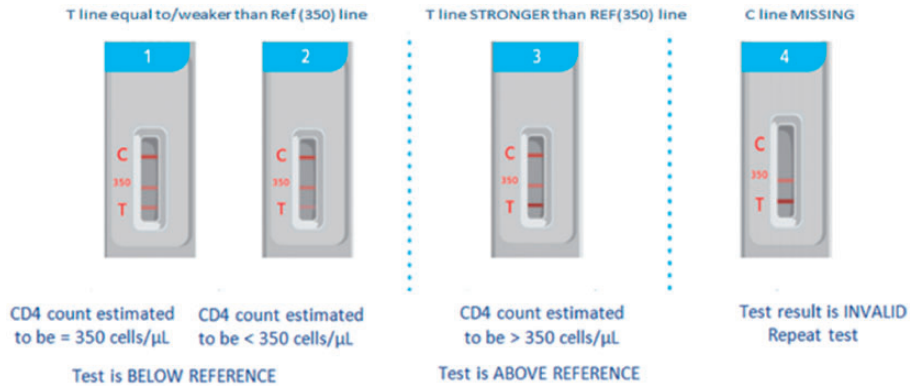 T line equal to/weaker than Ref (350) line
T line STRONGER than REF(350) line
C line MISSING
1
C
350
T
2
C
350
T
3
C
350
T
4
C
350
T
CD4 count estimated
to be = 350 cells/µL
CD4 count estimated
to be < 350 cells/µL
Test is BELOW REFERENCE
CD4 count estimated
to be > 350 cells/µL
Test is ABOVE REFERENCE
Test result is INVALID
Repeat test